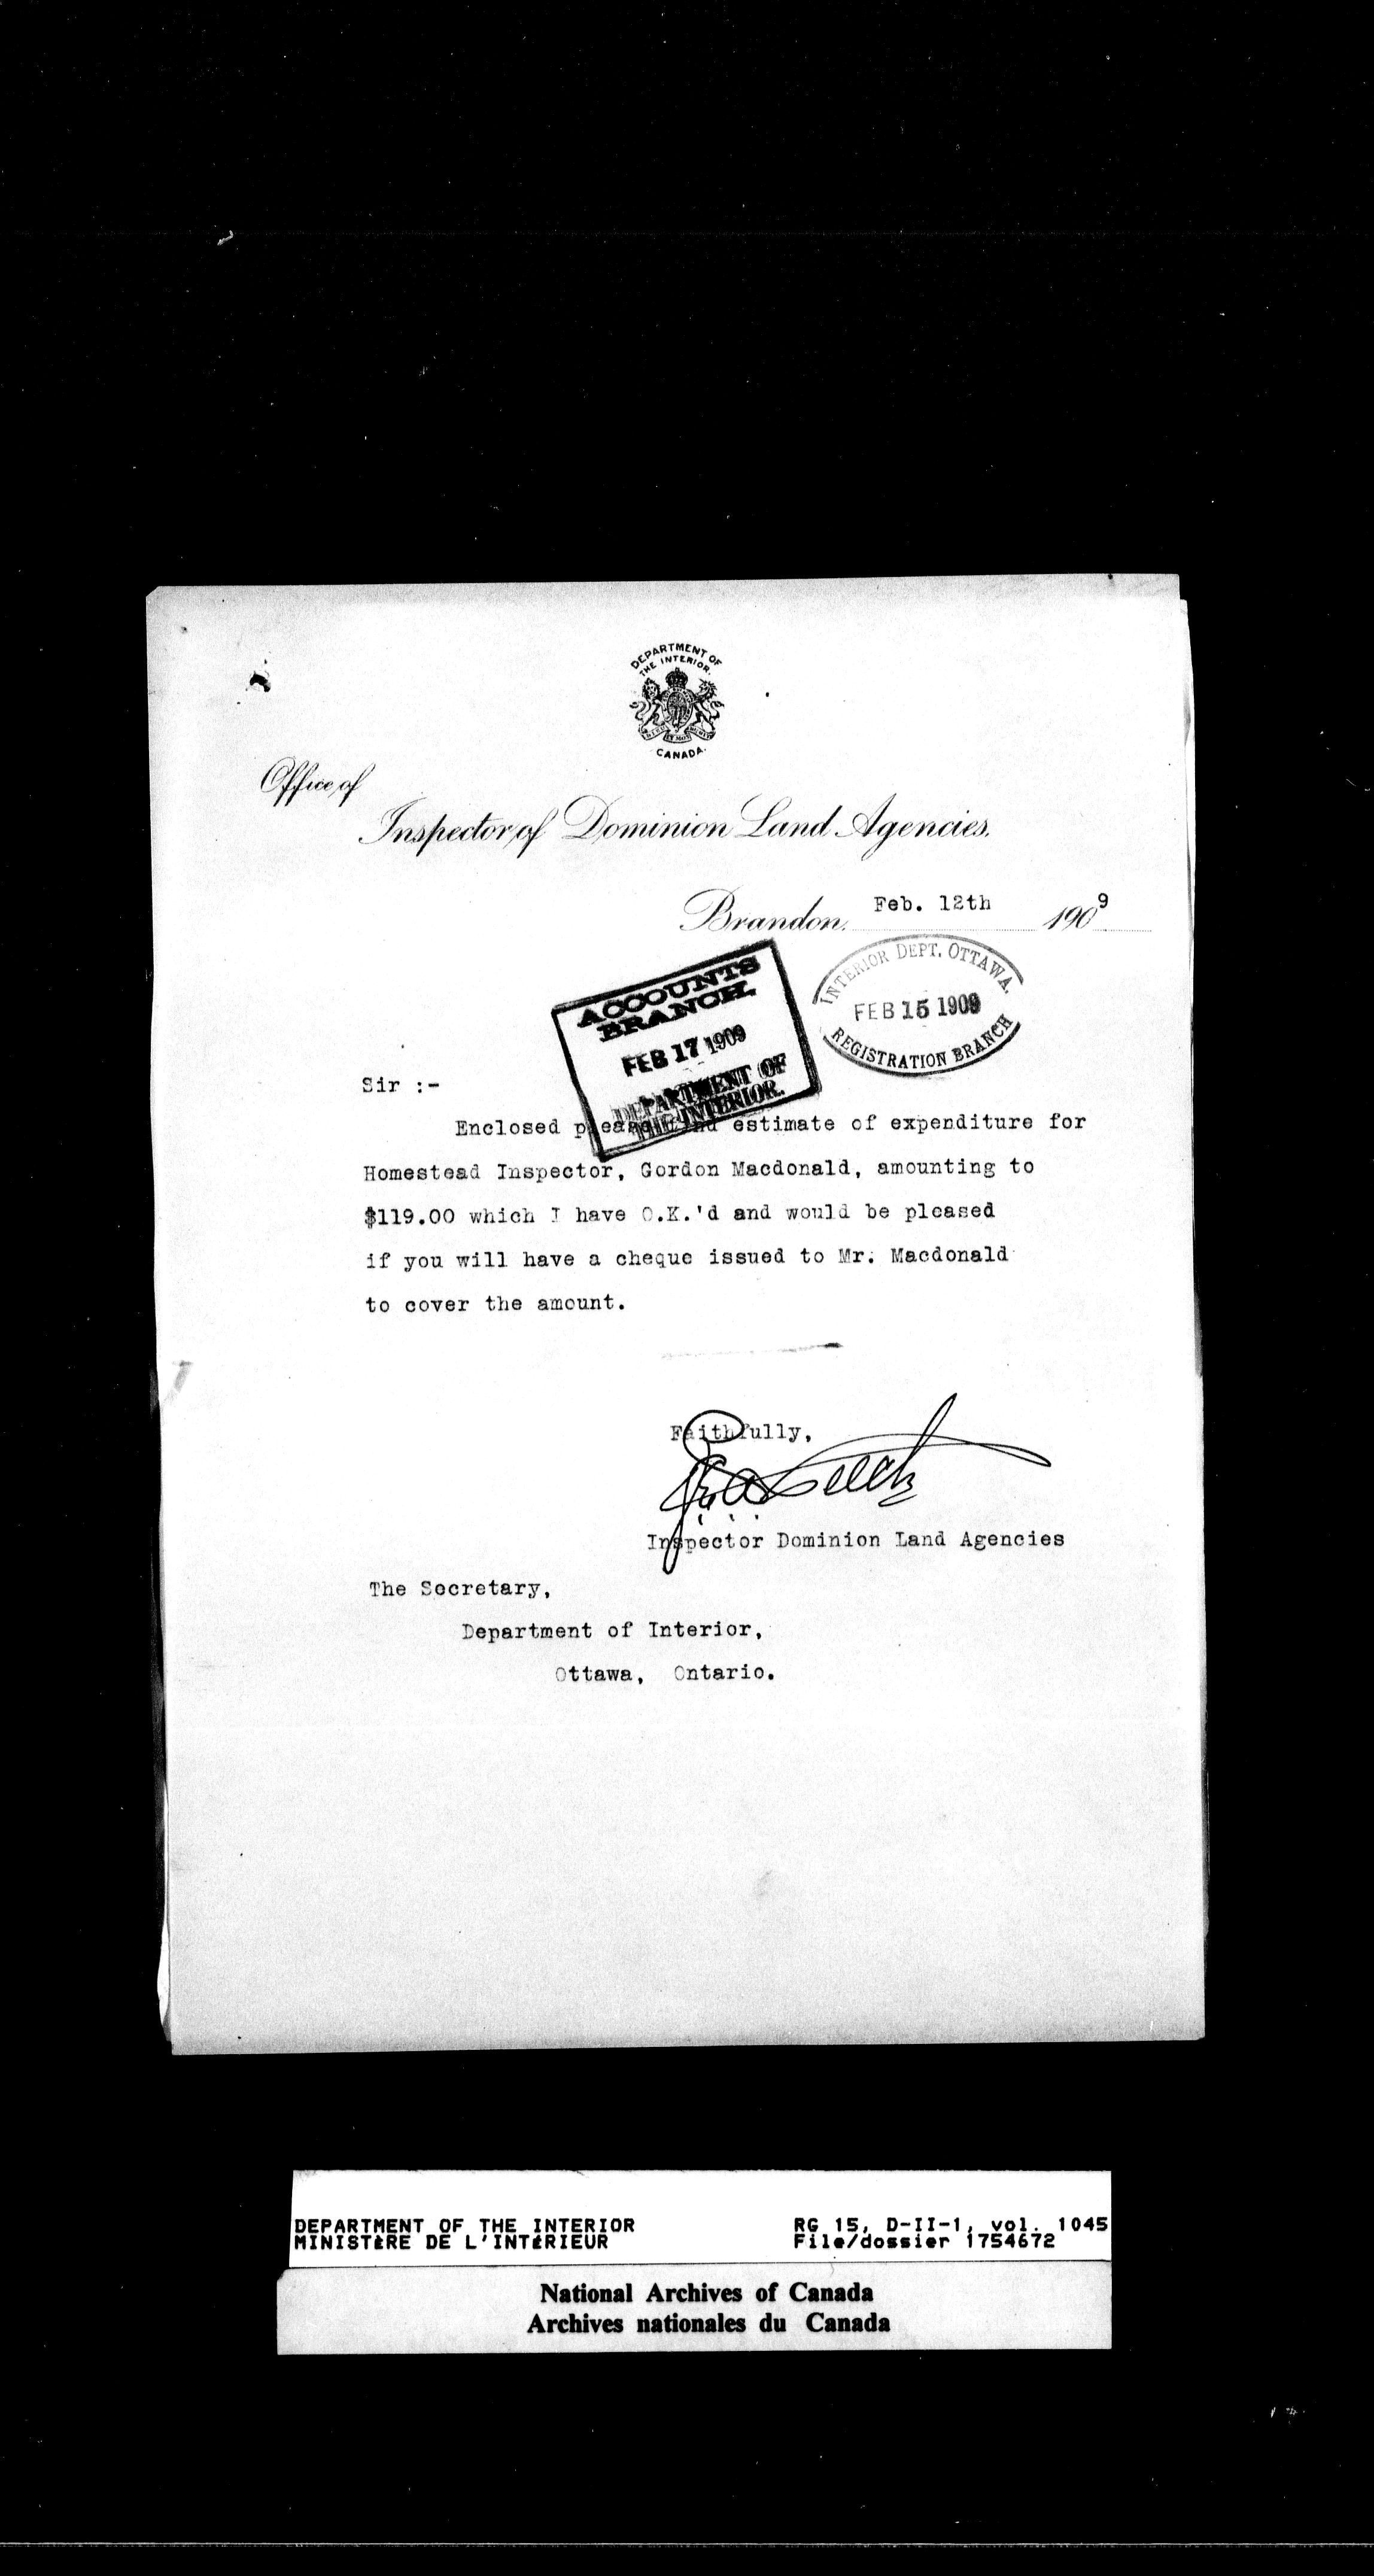 DEPARTMENT OF
THE INTERIOR.
CANADA.
Office of
Inspector of Dominion Land Agencies.
Brandon, Feb. 12th 1909
INTERIOR DEPT. OTTAWA.
FEB 15 1909
REGISTRATION BRANCH
ACCOUNTS
BRANCH.
FEB 17 1909
DEPARTMENT OF
THE INTERIOR.
Sir :-
Enclosed please find estimate of expenditure for
Homestead Inspector, Gordon Macdonald, amounting to
$119.00 which I have O.K.'d and would be pleased
if you will have a cheque issued to Mr. Macdonald
to cover the amount.
Faithfully,
Inspector Dominion Land Agencies
The Secretary,
Department of Interior,
Ottawa, Ontario.
DEPARTMENT OF THE INTERIOR RG 15, D-II-1, vol. 1045
MINISTÈRE DE L'INTÉRIEUR File/dossier 1754672
National Archives of Canada
Archives nationales du Canada